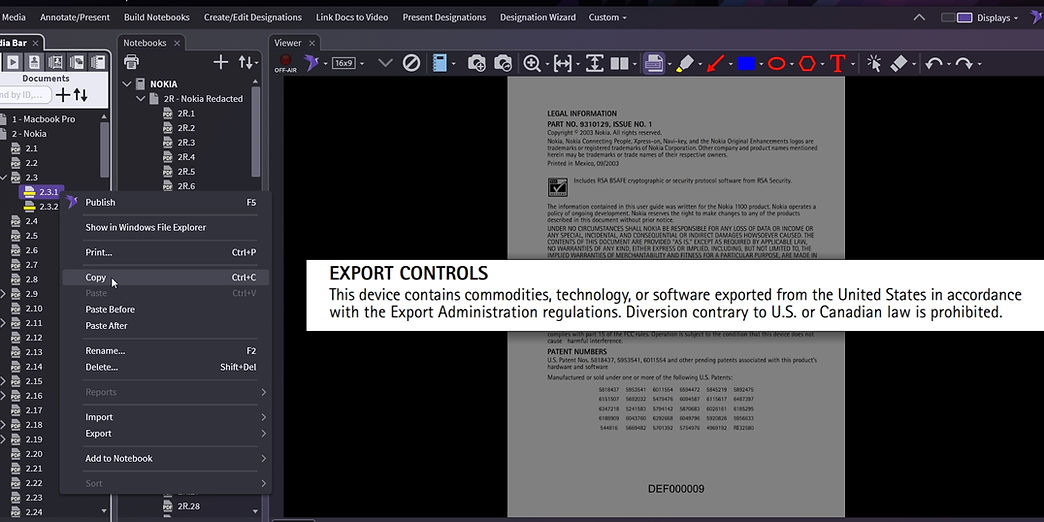 Media Annotate/Present Build Notebooks Create/Edit Designations Link Docs to Video Present Designations Designation Wizard Custom Displays
dia Bar
Documents
nd by ID,...
1 - Macbook Pro
2 - Nokia
2.1
2.2
2.3
2.3.1
2.3.2
2.4
2.5
2.6
2.7
2.8
2.9
2.10
2.11
2.12
2.13
2.14
2.15
2.16
2.17
2.18
2.19
2.20
2.21
2.22
2.23
2.24
Publish F5
Show in Windows File Explorer
Print... Ctrl+P
Copy Ctrl+C
Paste Ctrl+V
Paste Before
Paste After
Rename... F2
Delete... Shift+Del
Reports
Import
Export
Add to Notebook
Sort
Notebooks
NOKIA
2R - Nokia Redacted
2R.1
2R.2
2R.3
2R.4
2R.5
2R.6
2R.28
Viewer
OFF-AIR
16x9
T
LEGAL INFORMATION
PART NO. 9310129, ISSUE NO. 1
Copyright © 2003 Nokia. All rights reserved.
Nokia, Nokia Connecting People, Xpress-on, Navi-key, and the Nokia Original Enhancements logos are
trademarks or registered trademarks of Nokia Corporation. Other company and product names mentioned
herein may be trademarks or trade names of their respective owners.
Printed in Mexico, 09/2003
Includes RSA BSAFE cryptographic or security protocol software from RSA Security.
The information contained in this user guide was written for the Nokia 1100 product. Nokia operates a
policy of ongoing development. Nokia reserves the right to make changes to any of the products
described in this document without prior notice.
UNDER NO CIRCUMSTANCES SHALL NOKIA BE RESPONSIBLE FOR ANY LOSS OF DATA OR INCOME OR
ANY SPECIAL, INCIDENTAL, AND CONSEQUENTIAL OR INDIRECT DAMAGES HOWSOEVER CAUSED. THE
CONTENTS OF THIS DOCUMENT ARE PROVIDED "AS IS." EXCEPT AS REQUIRED BY APPLICABLE LAW,
NO WARRANTIES OF ANY KIND, EITHER EXPRESS OR IMPLIED, INCLUDING, BUT NOT LIMITED TO, THE
IMPLIED WARRANTIES OF MERCHANTABILITY AND FITNESS FOR A PARTICULAR PURPOSE, ARE MADE IN
EXPORT CONTROLS
This device contains commodities, technology, or software exported from the United States in accordance
with the Export Administration regulations. Diversion contrary to U.S. or Canadian law is prohibited.
complies with part 15 of the FCC rules. Operation is subject to the condition that this device does not
cause harmful interference.
PATENT NUMBERS
U.S. Patent Nos. 5818437, 5953541, 6011554 and other pending patents associated with this product's
hardware and software
Manufactured or sold under one or more of the following U.S. Patents:
5818437 5953541 6011554 5594472 5845219 5892475
6151507 5692032 5479476 6094587 6115617 6487397
6347218 5241583 5794142 5870683 6026161 6185295
6188909 6043760 6292668 6049796 5920826 5956633
544816 5669482 5701392 5754976 4969192 RE32580
DEF000009